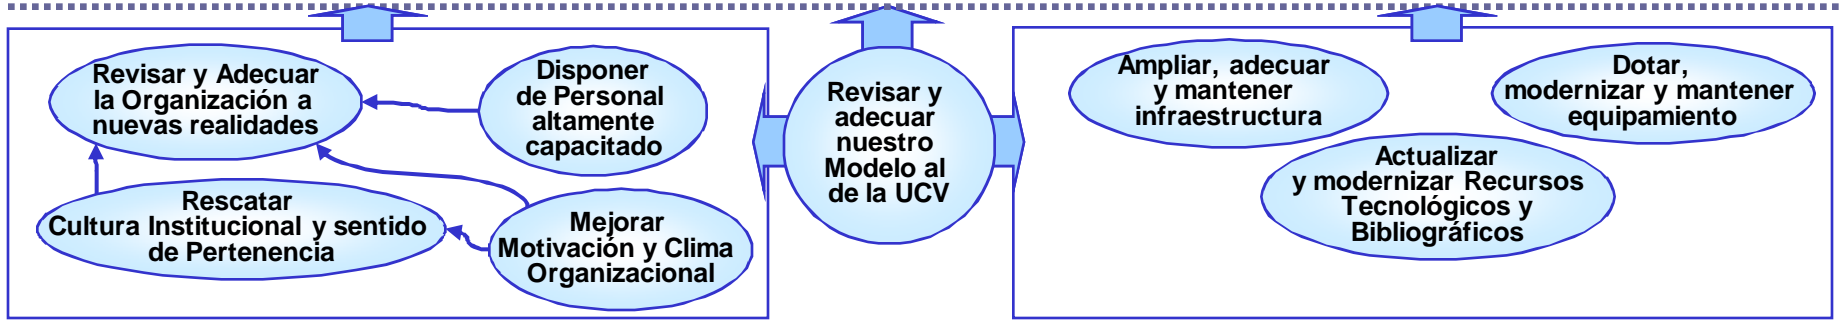 Revisar y Adecuar
la Organización a
nuevas realidades
Disponer
de Personal
altamente
capacitado
Rescatar
Cultura Institucional y sentido
de Pertenencia
Mejorar
Motivación y Clima
Organizacional
Revisar y
adecuar
nuestro
Modelo al
de la UCV
Ampliar, adecuar
y mantener
infraestructura
Dotar,
modernizar y mantener
equipamiento
Actualizar
y modernizar Recursos
Tecnológicos y
Bibliográficos